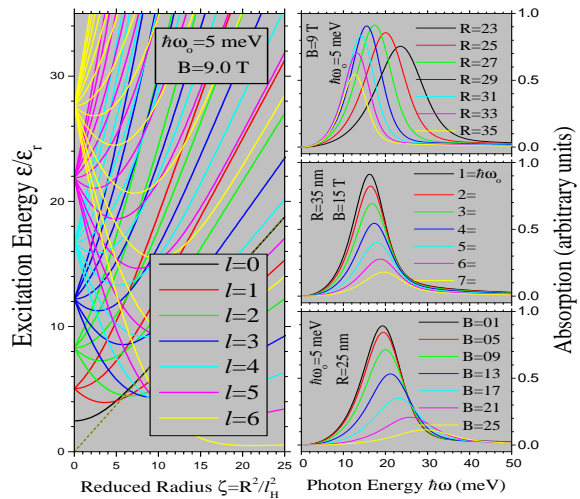 ℏω₀=5 meV
B=9.0 T
30
20
10
0
0
5
10
15
20
25
Excitation Energy ε/εᵣ
Reduced Radius ζ=R²/l²_H
l=0
l=1
l=2
l=3
l=4
l=5
l=6
B=9 T
ℏω₀=5 meV
R=23
R=25
R=27
R=29
R=31
R=33
R=35
1.0
0.5
0.0
R=35 nm
B=15 T
1=ℏω₀
2=
3=
4=
5=
6=
7=
1.0
0.5
0.0
ℏω₀=5 meV
R=25 nm
B=01
B=05
B=09
B=13
B=17
B=21
B=25
1.0
0.5
0.0
0
10
20
30
40
50
Photon Energy ℏω (meV)
Absorption (arbitrary units)